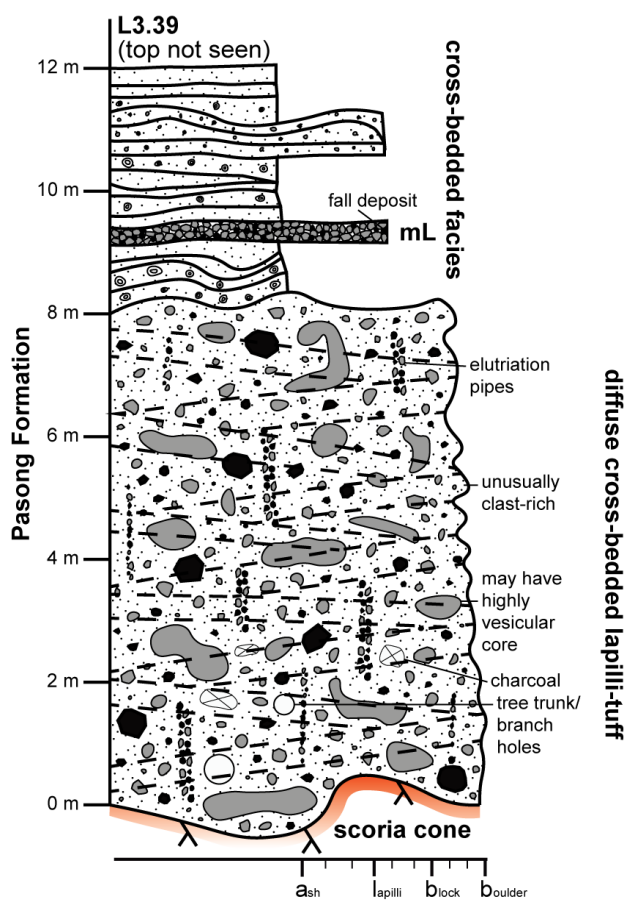 L3.39
(top not seen)
12 m
10 m
8 m
6 m
4 m
2 m
0 m
Pasong Formation
cross-bedded facies
fall deposit
mL
diffuse cross-bedded lapilli-tuff
elutriation
pipes
unusually
clast-rich
may have
highly
vesicular
core
charcoal
tree trunk/
branch
holes
scoria cone
ash
lapilli
block
boulder